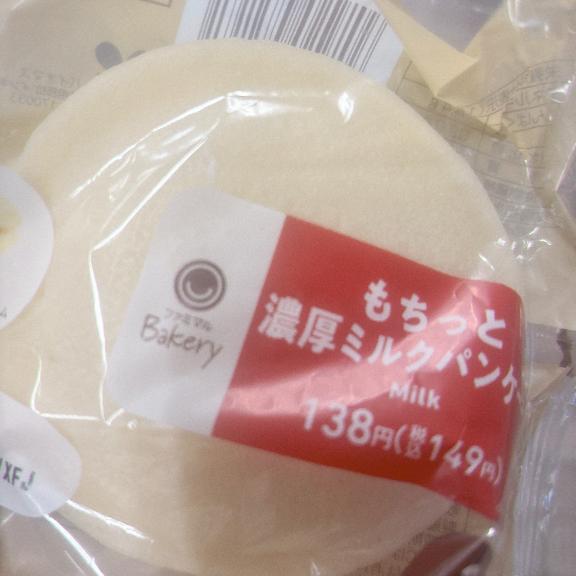 ファミマル
Bakery
もちっと
濃厚ミルクパンケ
Milk
138円(税込149円)